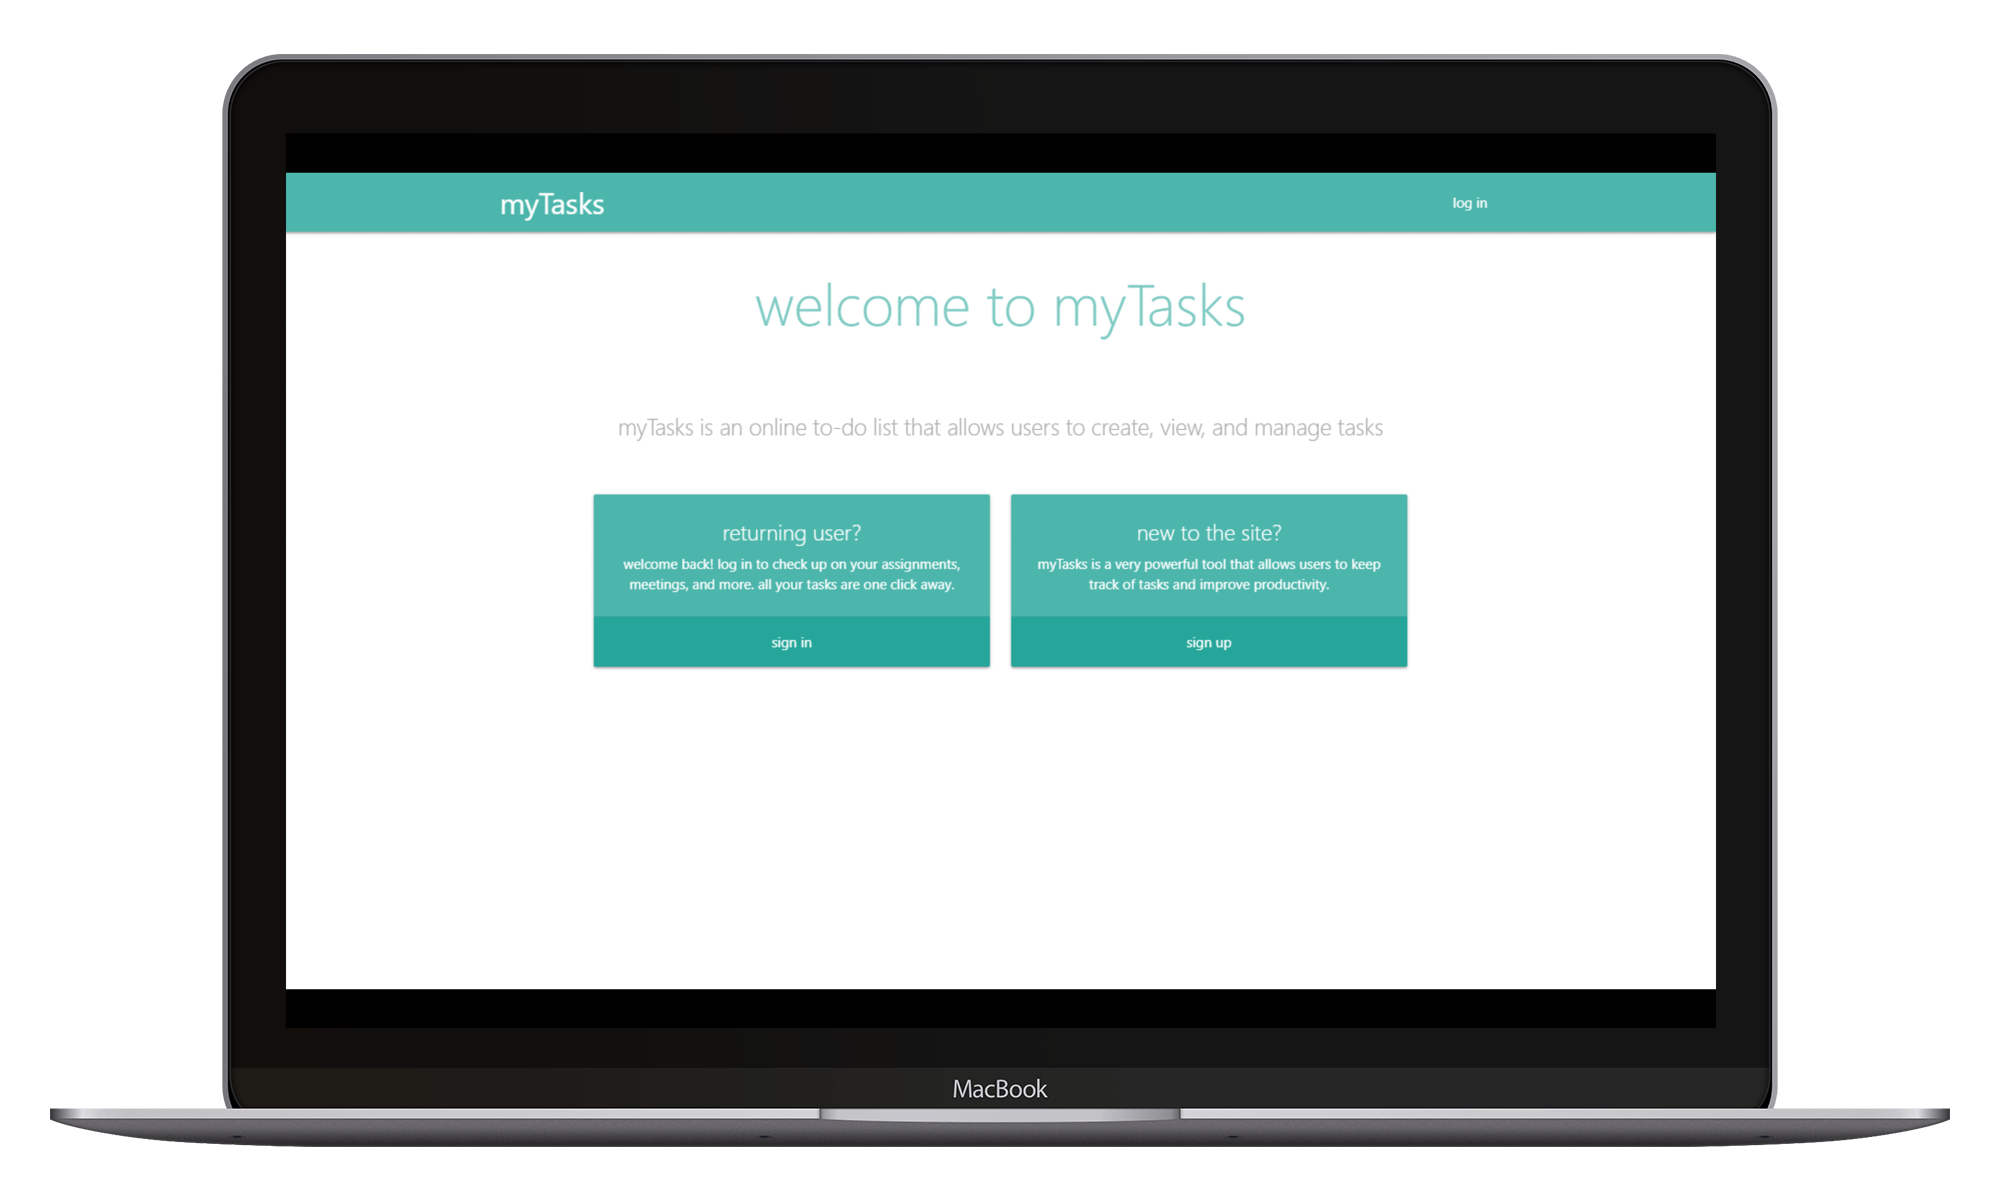 myTasks
log in
welcome to myTasks
myTasks is an online to-do list that allows users to create, view, and manage tasks
returning user?
welcome back! log in to check up on your assignments,
meetings, and more. all your tasks are one click away.
sign in
new to the site?
myTasks is a very powerful tool that allows users to keep
track of tasks and improve productivity.
sign up
MacBook